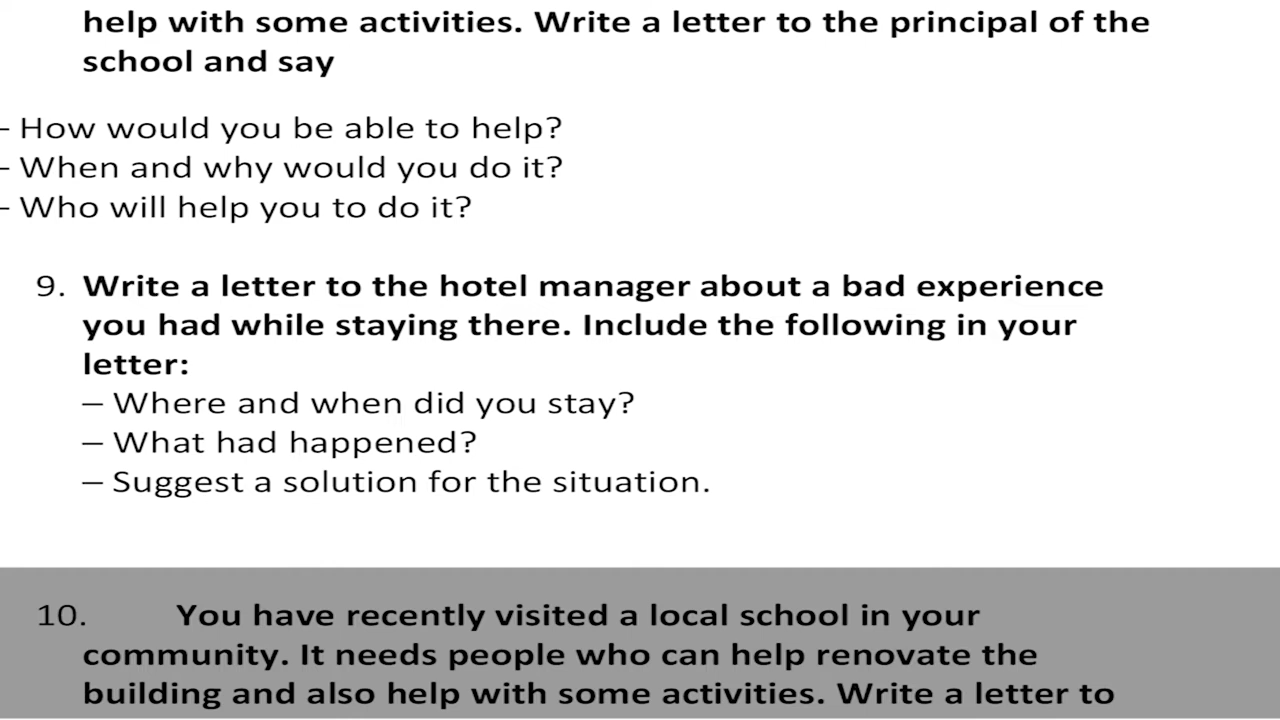 help with some activities. Write a letter to the principal of the
school and say
- How would you be able to help?
- When and why would you do it?
- Who will help you to do it?
9. Write a letter to the hotel manager about a bad experience
you had while staying there. Include the following in your
letter:
– Where and when did you stay?
– What had happened?
– Suggest a solution for the situation.
10. You have recently visited a local school in your
community. It needs people who can help renovate the
building and also help with some activities. Write a letter to